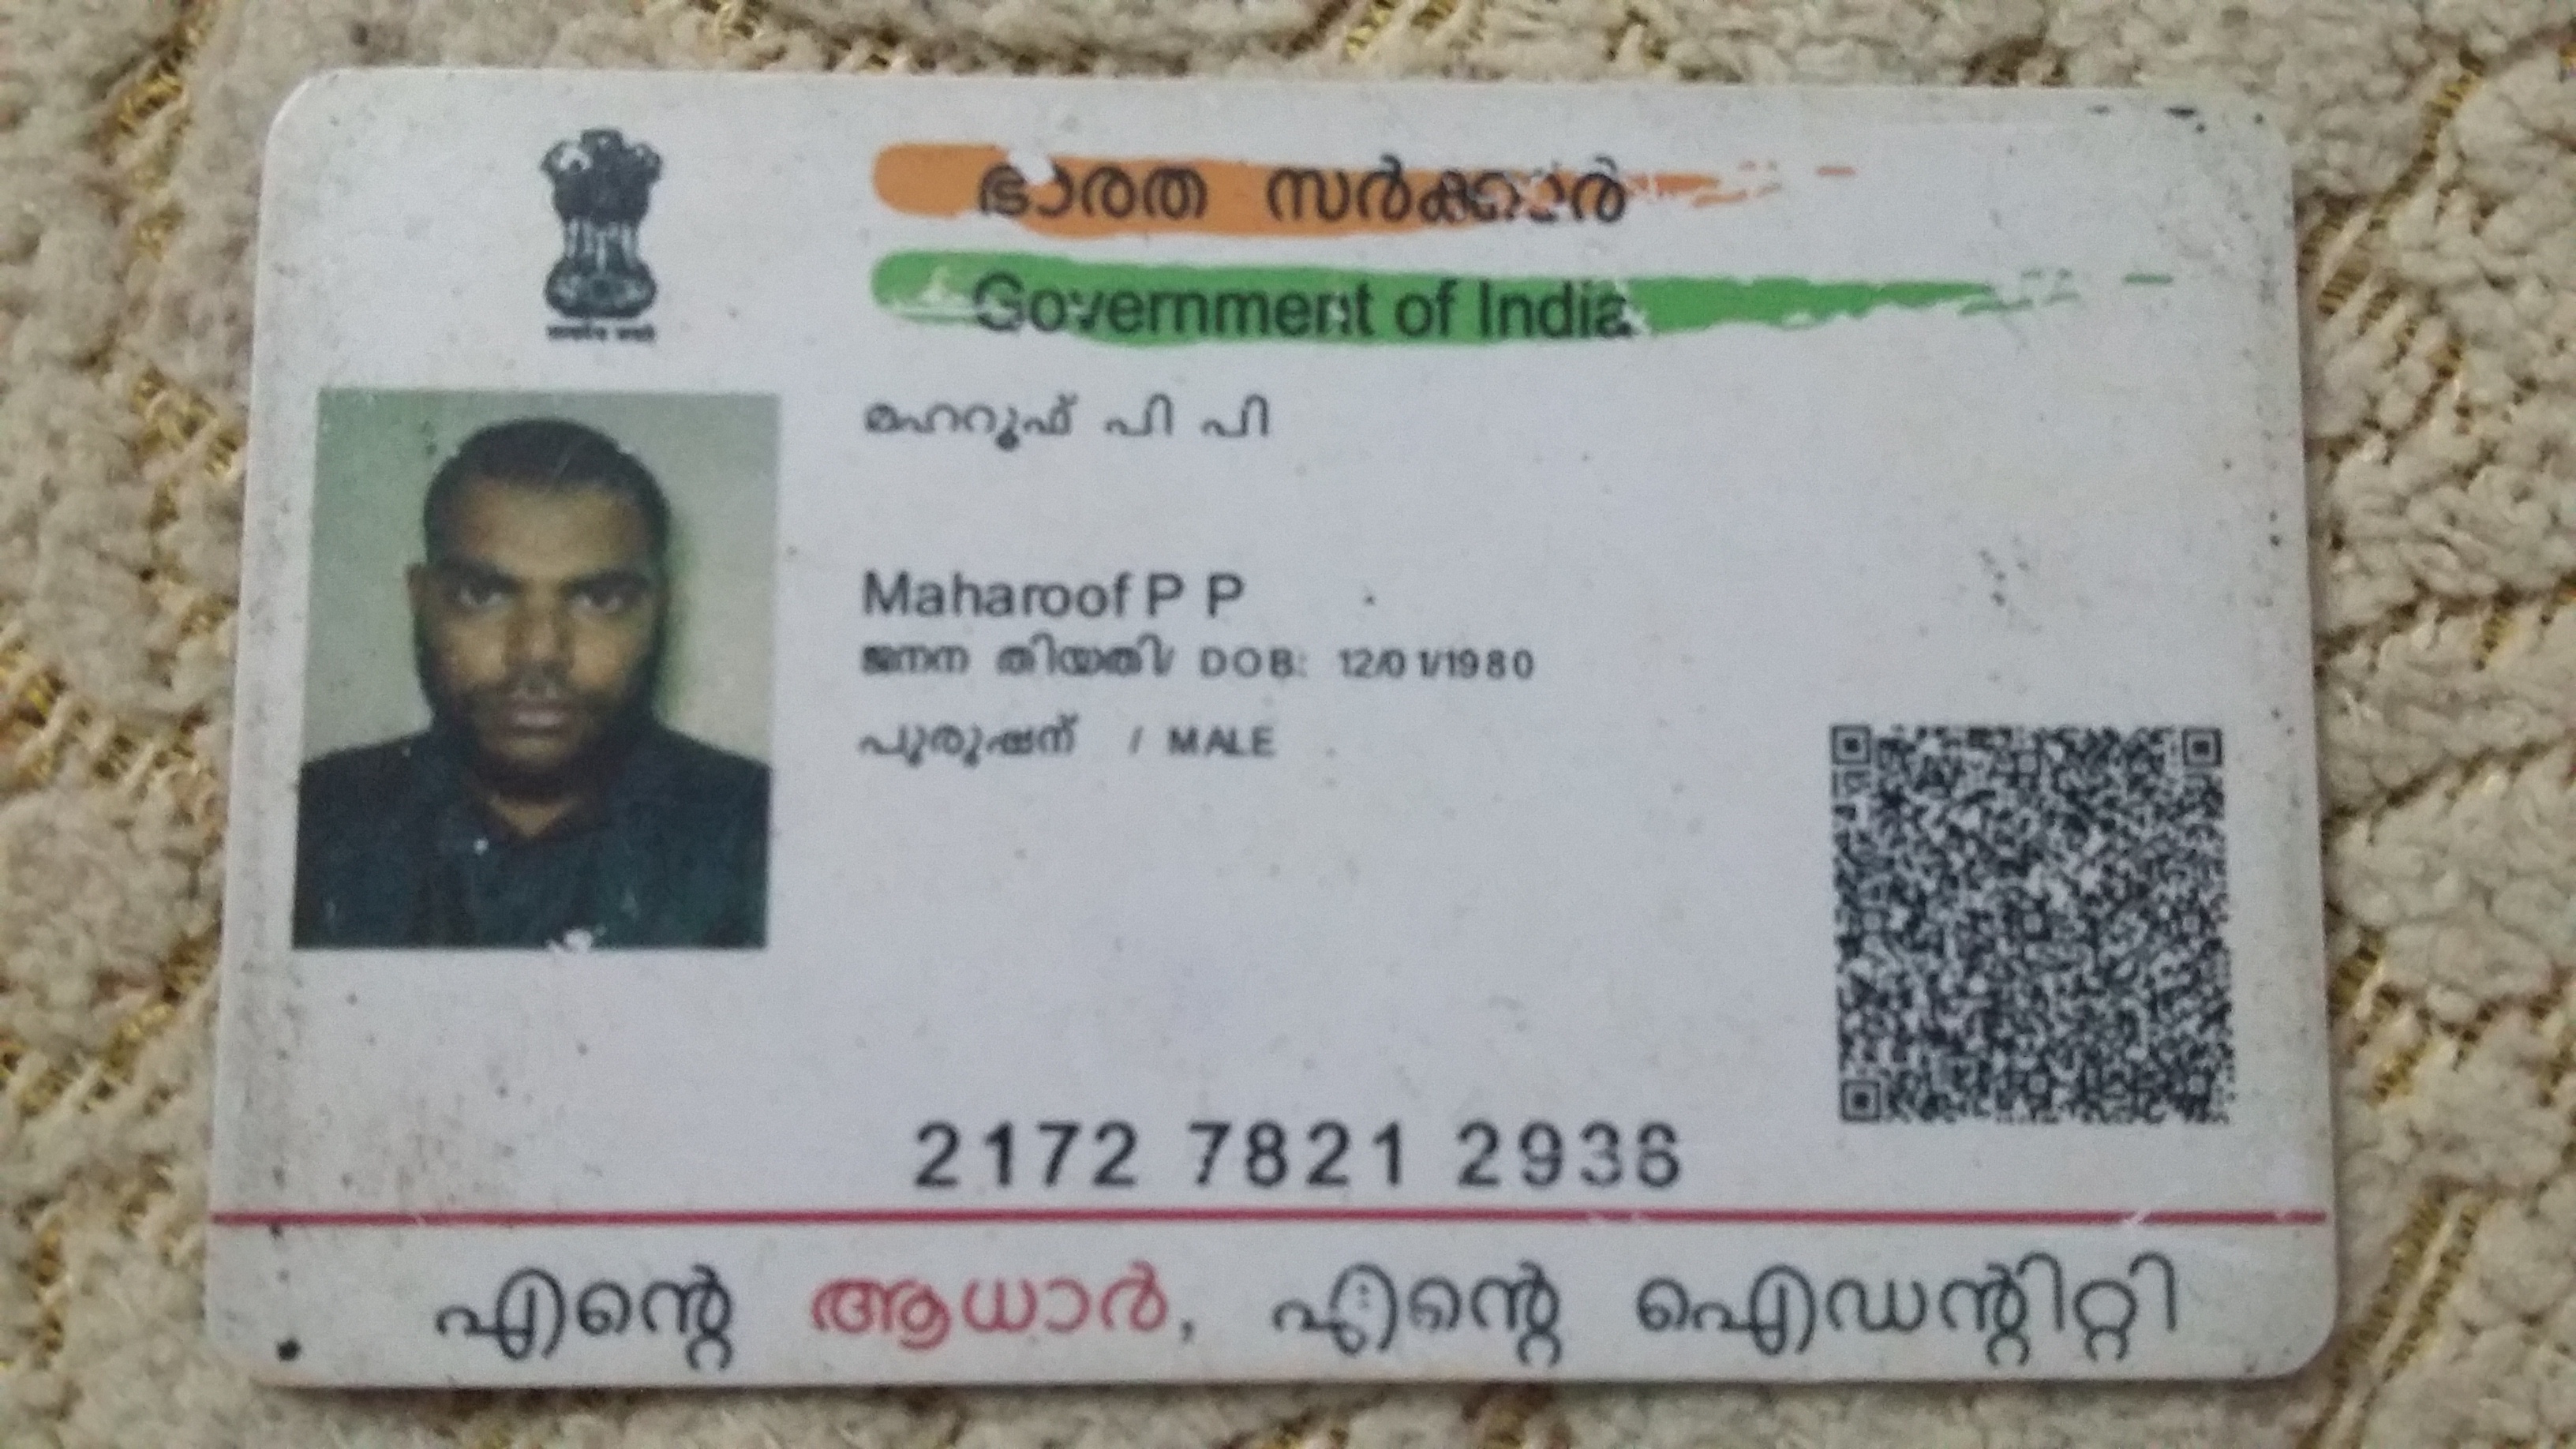 ഭാരത സർക്കാർ
Government of India
മഹറൂഫ് പി പി
Maharoof P P
ജനന തിയതി/ DOB: 12/01/1980
പുരുഷന് / MALE
2172 7821 2936
എന്റെ ആധാർ, എന്റെ ഐഡന്റിറ്റി